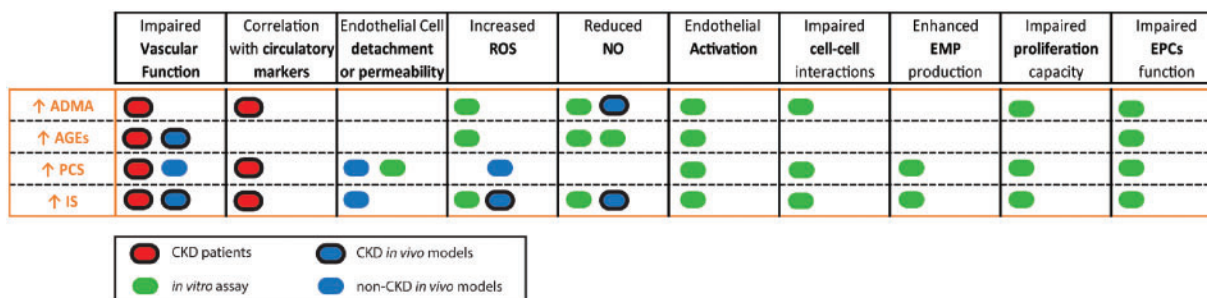 Impaired Vascular Function
Correlation with circulatory markers
Endothelial Cell detachment or permeability
Increased ROS
Reduced NO
Endothelial Activation
Impaired cell-cell interactions
Enhanced EMP production
Impaired proliferation capacity
Impaired EPCs function
↑ ADMA
↑ AGEs
↑ PCS
↑ IS
CKD patients
CKD in vivo models
in vitro assay
non-CKD in vivo models